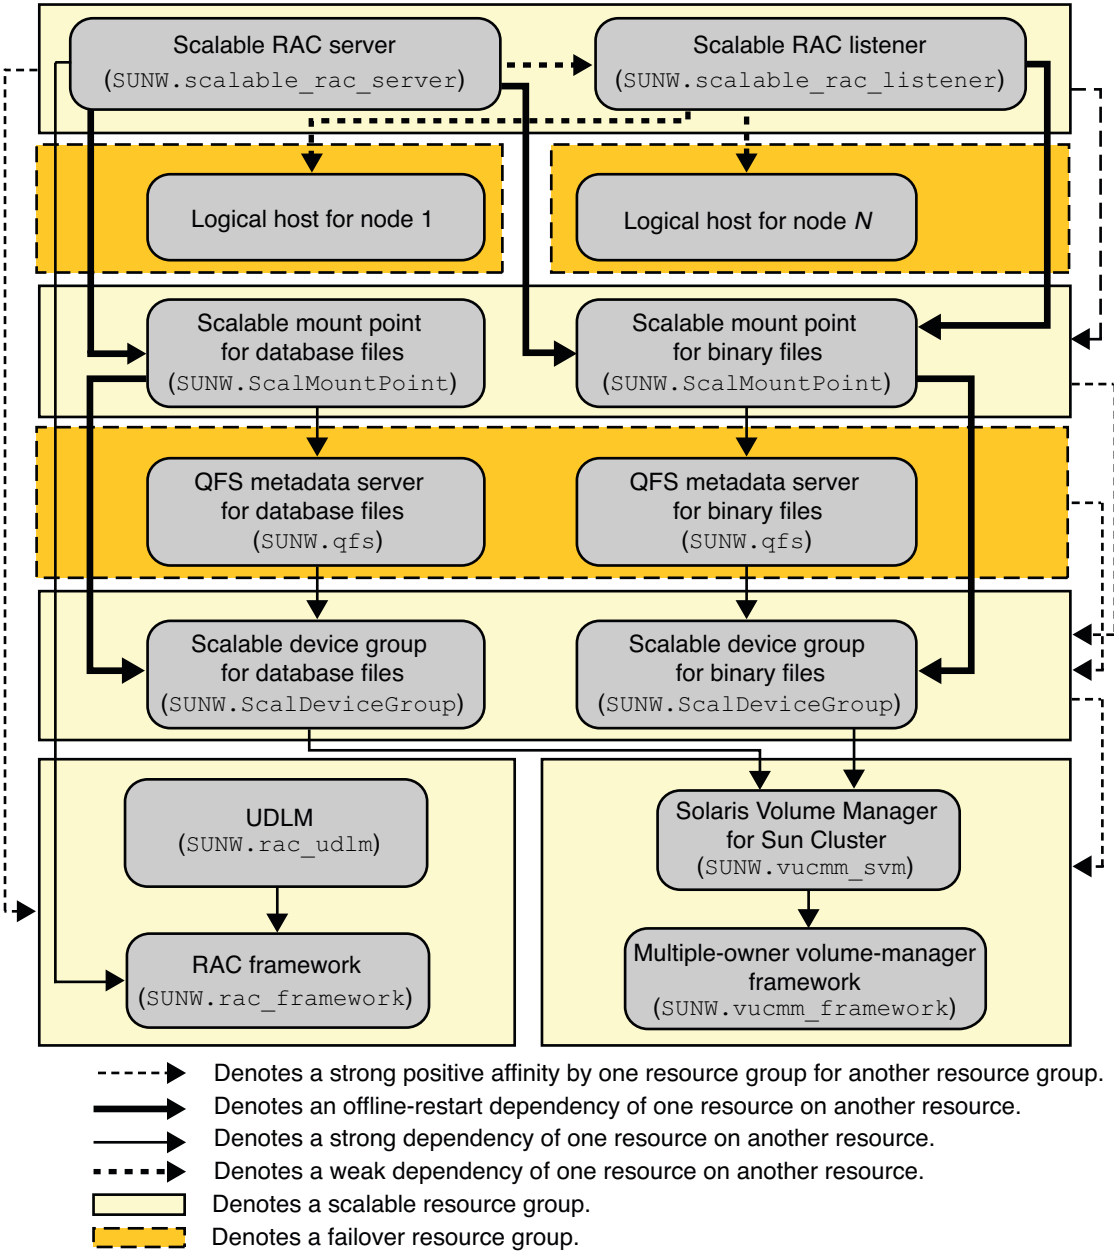 Scalable RAC server
(SUNW.scalable_rac_server)
Scalable RAC listener
(SUNW.scalable_rac_listener)
Logical host for node 1
Logical host for node N
Scalable mount point
for database files
(SUNW.ScalMountPoint)
Scalable mount point
for binary files
(SUNW.ScalMountPoint)
QFS metadata server
for database files
(SUNW.qfs)
QFS metadata server
for binary files
(SUNW.qfs)
Scalable device group
for database files
(SUNW.ScalDeviceGroup)
Scalable device group
for binary files
(SUNW.ScalDeviceGroup)
UDLM
(SUNW.rac_udlm)
RAC framework
(SUNW.rac_framework)
Solaris Volume Manager
for Sun Cluster
(SUNW.vucmm_svm)
Multiple-owner volume-manager
framework
(SUNW.vucmm_framework)
Denotes a strong positive affinity by one resource group for another resource group.
Denotes an offline-restart dependency of one resource on another resource.
Denotes a strong dependency of one resource on another resource.
Denotes a weak dependency of one resource on another resource.
Denotes a scalable resource group.
Denotes a failover resource group.